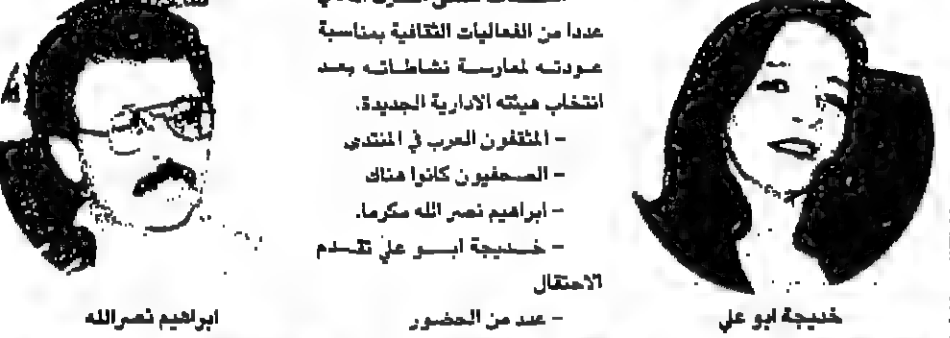 عددا من الفعاليات الثقافية بمناسبة
عودته لممارسة نشاطاته بعد
انتخاب هيئته الادارية الجديدة.
- المثقفون العرب في المنتدى
- الصحفيون كانوا هناك
- ابراهيم نصر الله مكرما.
- خديجة ابو علي تقدم
الاحتفال
- عدد من الحضور
خديجة ابو علي
ابراهيم نصرالله